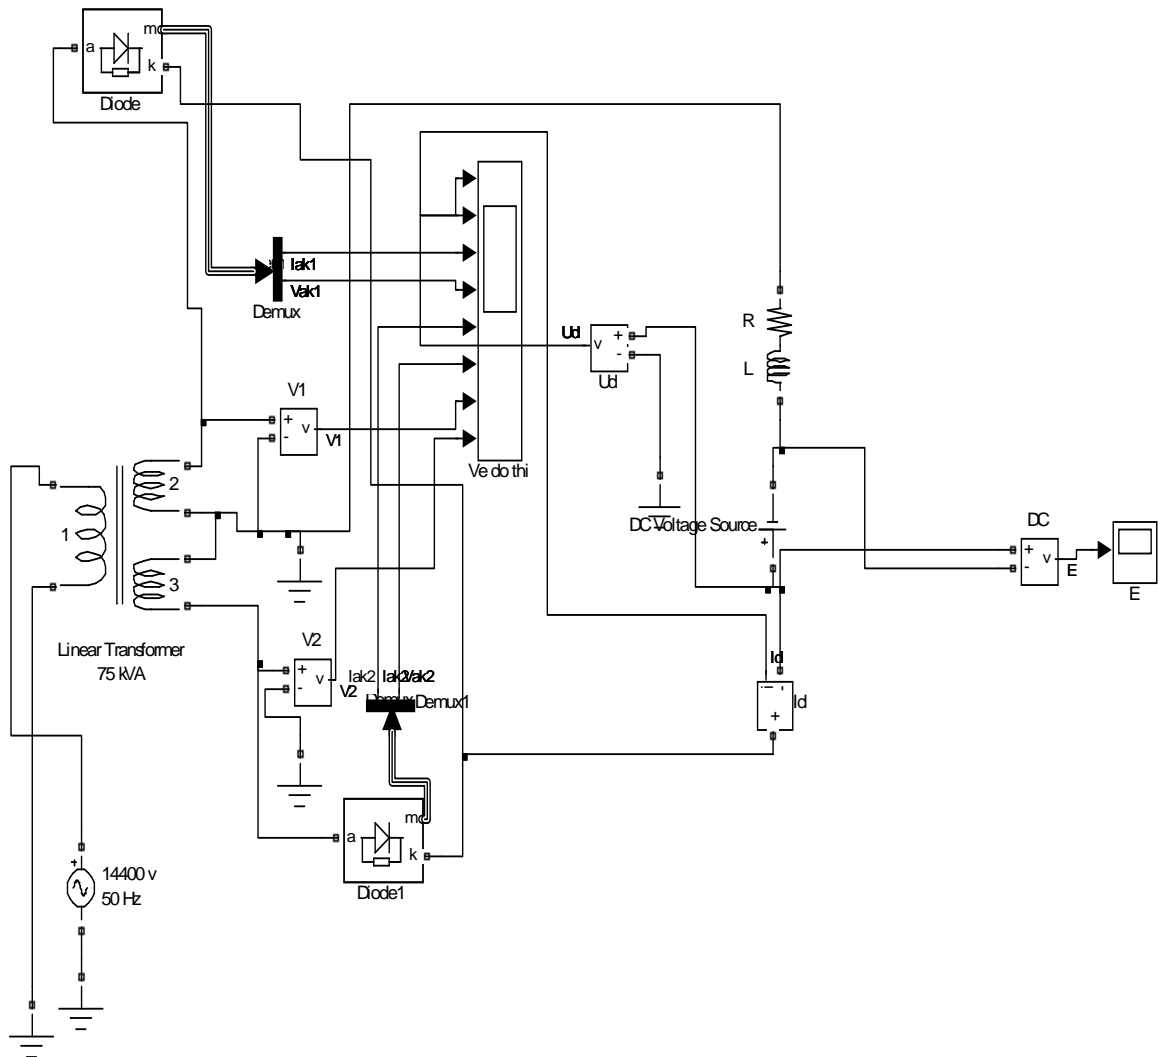 m
a
k
Diode
Iak1
Vak1
Demux
Ud
+
v
-
Ud
R
L
V1
+
v
-
V1
Ve do thi
2
1
3
DC Voltage Source
+
DC
+
v
-
E
E
Linear Transformer
75 kVA
V2
+
v
-
V2
Iak2
Iak2
Vak2
Demux
Demux1
Id
i
-
+
Id
m
a
k
Diode1
+
14400 v
50 Hz